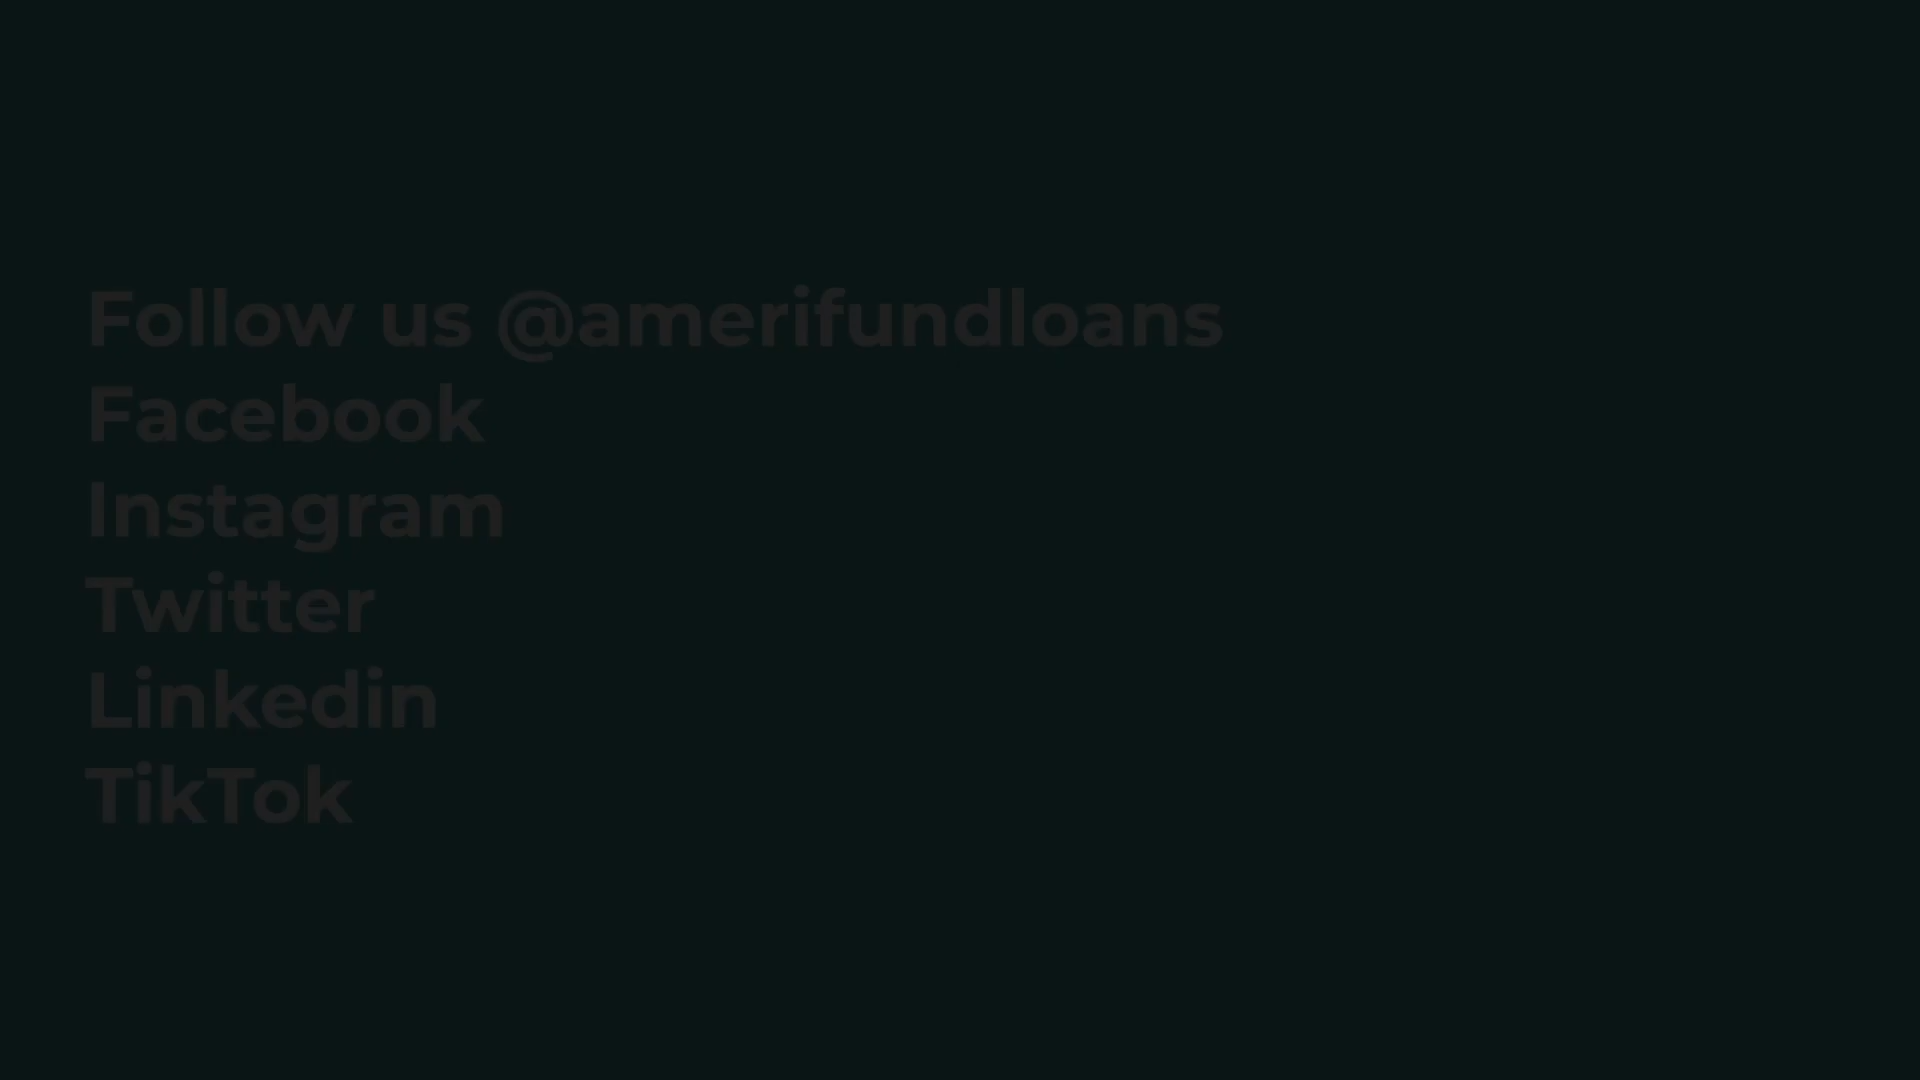 Follow us @amerifundloans
Facebook
Instagram
Twitter
Linkedin
TikTok